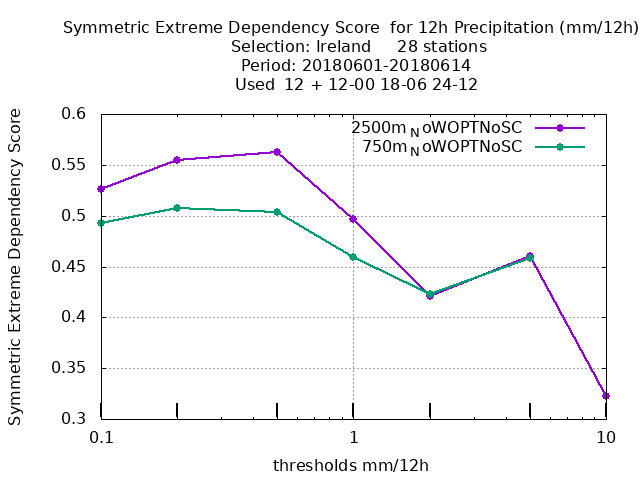 Symmetric Extreme Dependency Score  for 12h Precipitation (mm/12h)
Selection: Ireland     28 stations
Period: 20180601-20180614
Used  12 + 12-00 18-06 24-12
2500m_NoWOPTNoSC
750m_NoWOPTNoSC
Symmetric Extreme Dependency Score
0.6
0.55
0.5
0.45
0.4
0.35
0.3
0.1
1
10
thresholds mm/12h